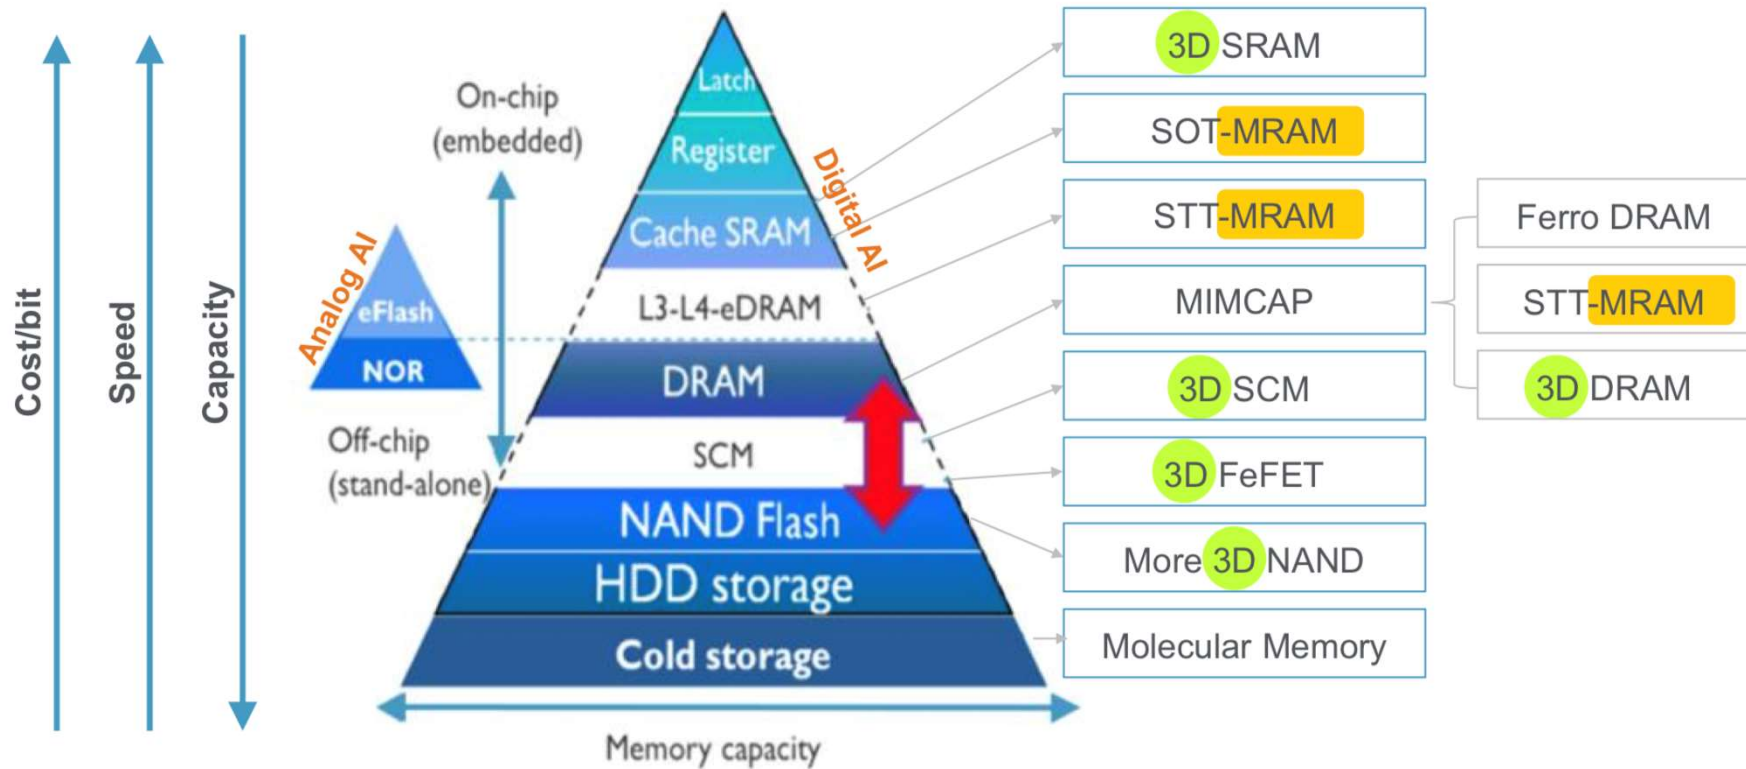 Cost/bit
Speed
Capacity
On-chip
(embedded)
Analog AI
eFlash
NOR
Off-chip
(stand-alone)
Latch
Register
Cache SRAM
L3-L4-eDRAM
DRAM
SCM
NAND Flash
HDD storage
Cold storage
Digital AI
Memory capacity
3D SRAM
SOT-MRAM
STT-MRAM
MIMCAP
3D SCM
3D FeFET
More 3D NAND
Molecular Memory
Ferro DRAM
STT-MRAM
3D DRAM